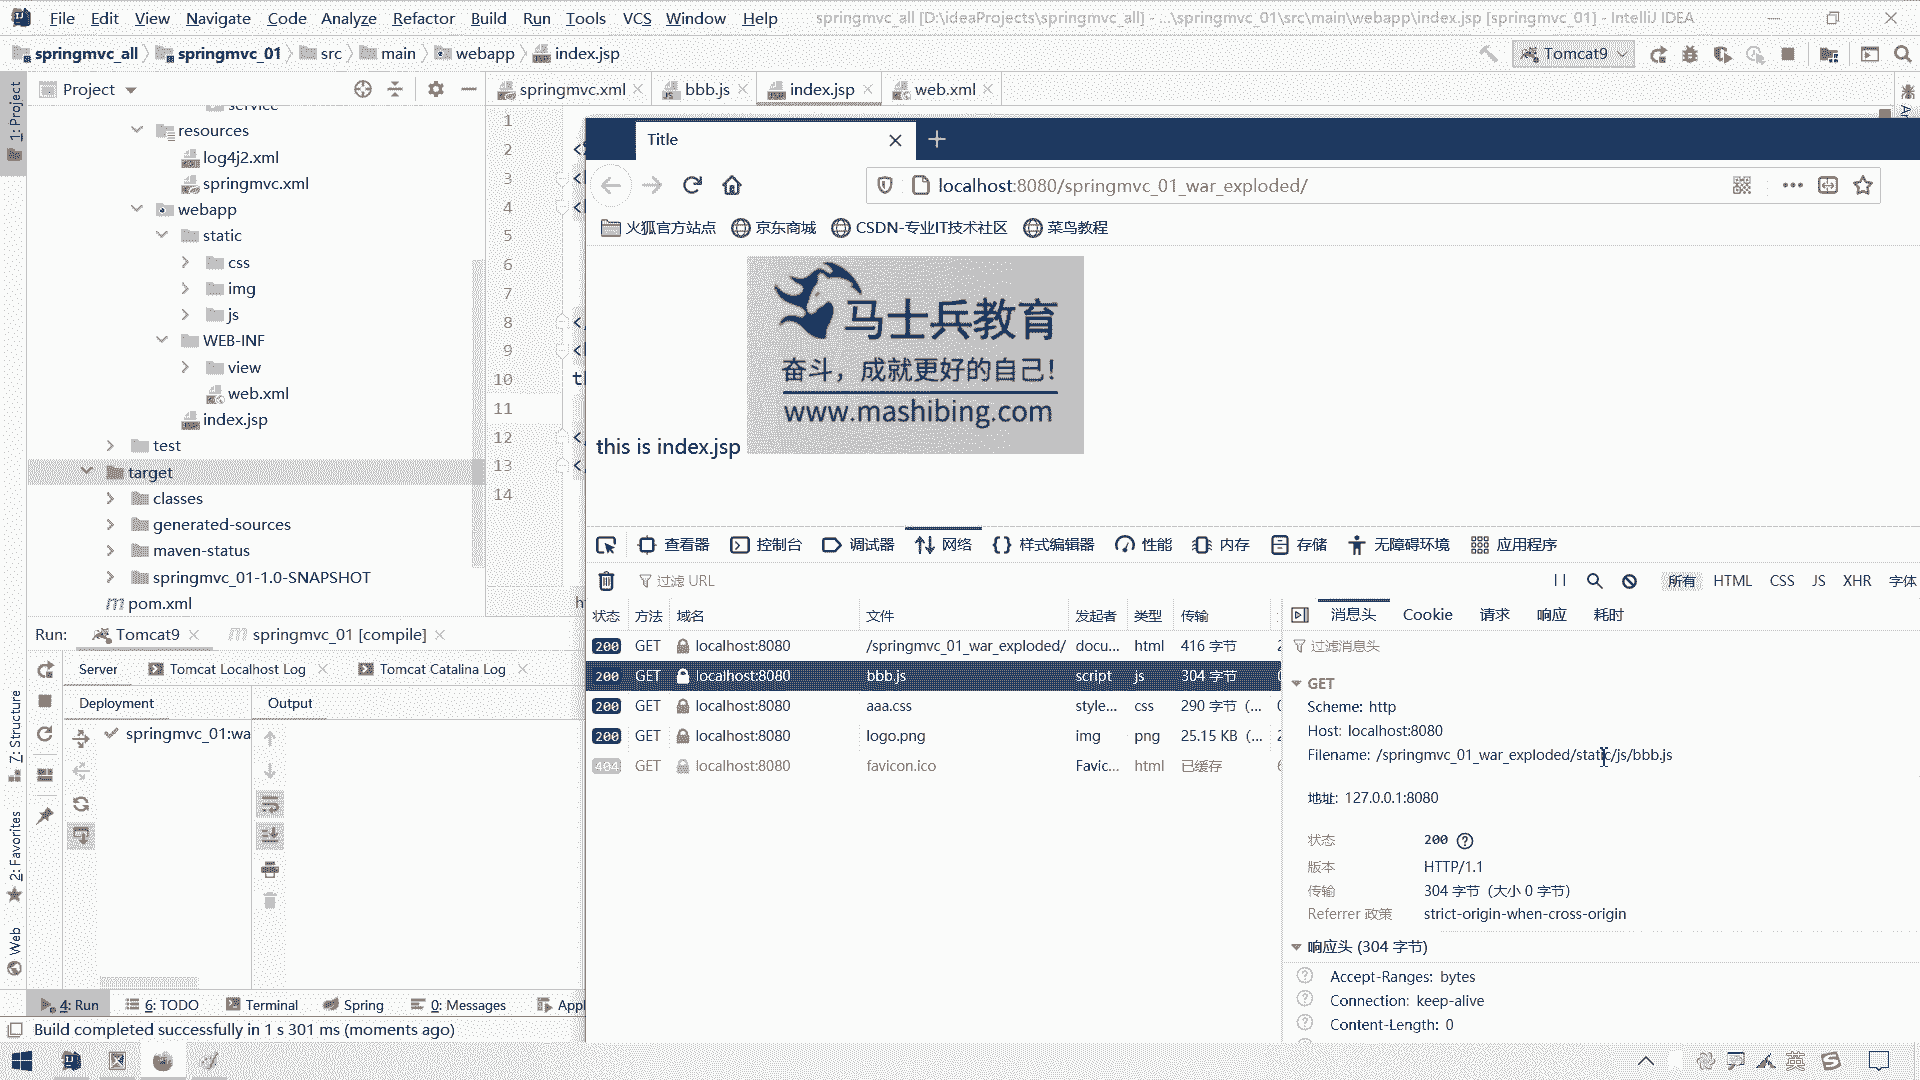 File Edit View Navigate Code Analyze Refactor Build Run Tools VCS Window Help springmvc_all [D:\ideaProjects\springmvc_all] - ...\springmvc_01\src\main\webapp\index.jsp [springmvc_01] - IntelliJ IDEA
springmvc_all springmvc_01 src main webapp index.jsp Tomcat9
1: Project
Project springmvc.xml bbb.js index.jsp web.xml
service
resources
log4j2.xml
springmvc.xml
webapp
static
css
img
js
WEB-INF
view
web.xml
index.jsp
test
target
classes
generated-sources
maven-status
springmvc_01-1.0-SNAPSHOT
pom.xml
1
2
3
4
5
6
7
8
9
10
11
12
13
14
Title
localhost:8080/springmvc_01_war_exploded/
火狐官方站点 京东商城 CSDN-专业IT技术社区 菜鸟教程
马士兵教育
奋斗，成就更好的自己！
www.mashibing.com
this is index.jsp
查看器 控制台 调试器 网络 样式编辑器 性能 内存 存储 无障碍环境 应用程序
过滤 URL 所有 HTML CSS JS XHR 字体
状态 方法 域名 文件 发起者 类型 传输
200 GET localhost:8080 /springmvc_01_war_exploded/ docu... html 416 字节
200 GET localhost:8080 bbb.js script js 304 字节
200 GET localhost:8080 aaa.css style... css 290 字节 (...
200 GET localhost:8080 logo.png img png 25.15 KB (...
404 GET localhost:8080 favicon.ico Favic... html 已缓存
消息头 Cookie 请求 响应 耗时
过滤消息头
GET
Scheme: http
Host: localhost:8080
Filename: /springmvc_01_war_exploded/static/js/bbb.js
地址: 127.0.0.1:8080
状态 200
版本 HTTP/1.1
传输 304 字节 (大小 0 字节)
Referrer 政策 strict-origin-when-cross-origin
响应头 (304 字节)
Accept-Ranges: bytes
Connection: keep-alive
Content-Length: 0
Run: Tomcat9 springmvc_01 [compile]
Server Tomcat Localhost Log Tomcat Catalina Log
Deployment Output
springmvc_01:wa
Z: Structure
2: Favorites
Web
4: Run 6: TODO Terminal Spring 0: Messages Appl
Build completed successfully in 1 s 301 ms (moments ago)
英